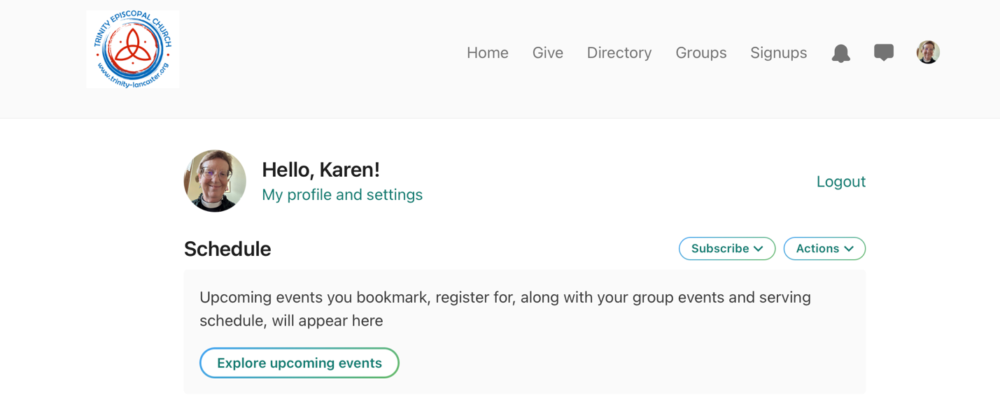 TRINITY EPISCOPAL CHURCH
www.trinity-lancaster.org
Home Give Directory Groups Signups
Hello, Karen!
My profile and settings
Logout
Schedule
Subscribe Actions
Upcoming events you bookmark, register for, along with your group events and serving
schedule, will appear here
Explore upcoming events